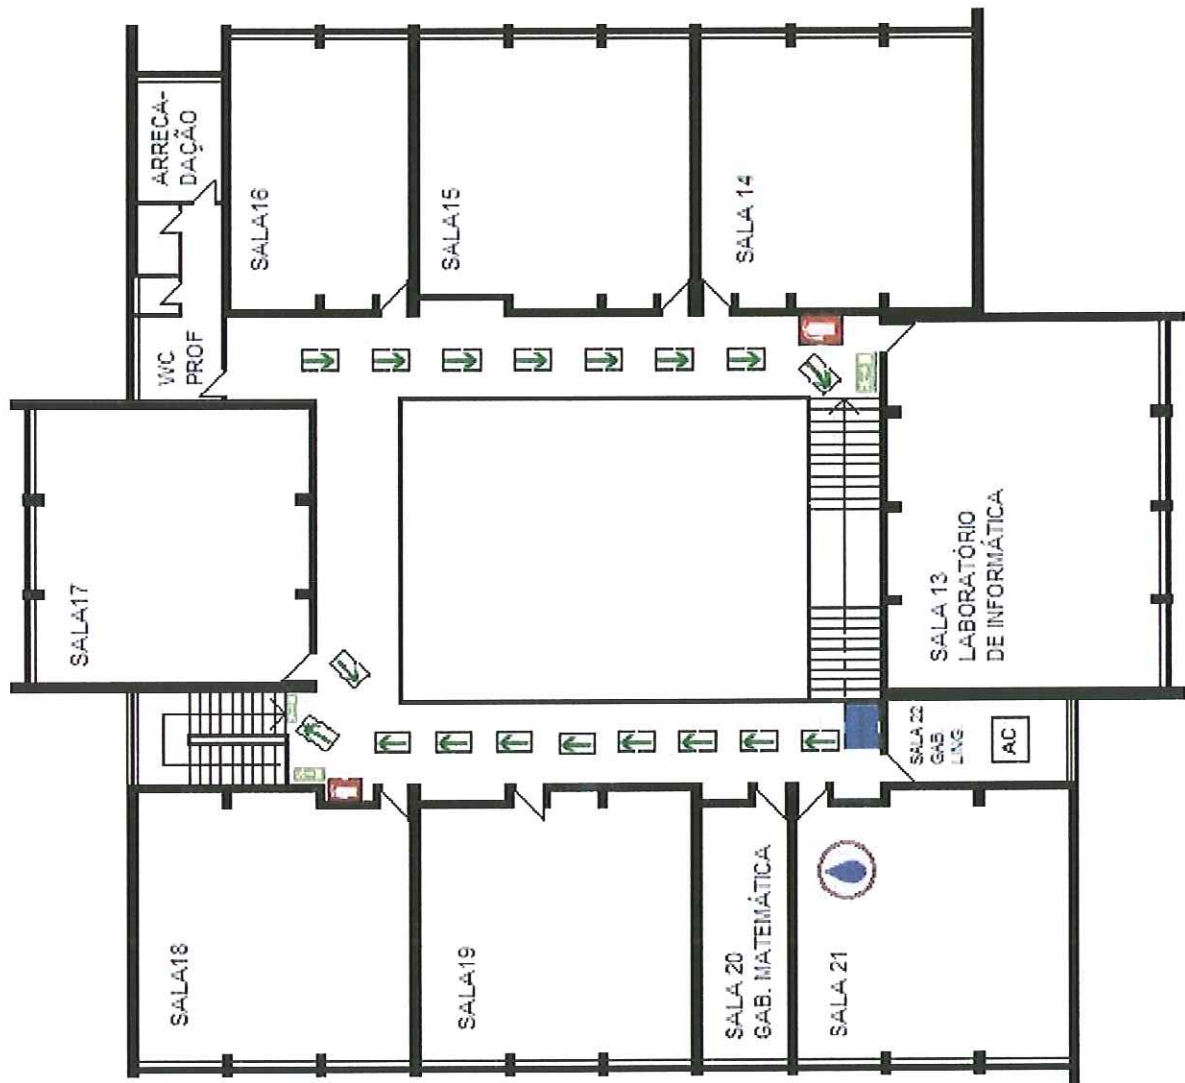 ARRECA-
DAÇÃO
WC
PROF
SALA16
SALA15
SALA 14
SALA17
SALA 13
LABORATÓRIO
DE INFORMÁTICA
SALA 22
GAB.
LING.
AC
SALA18
SALA19
SALA 20
GAB. MATEMÁTICA
SALA 21